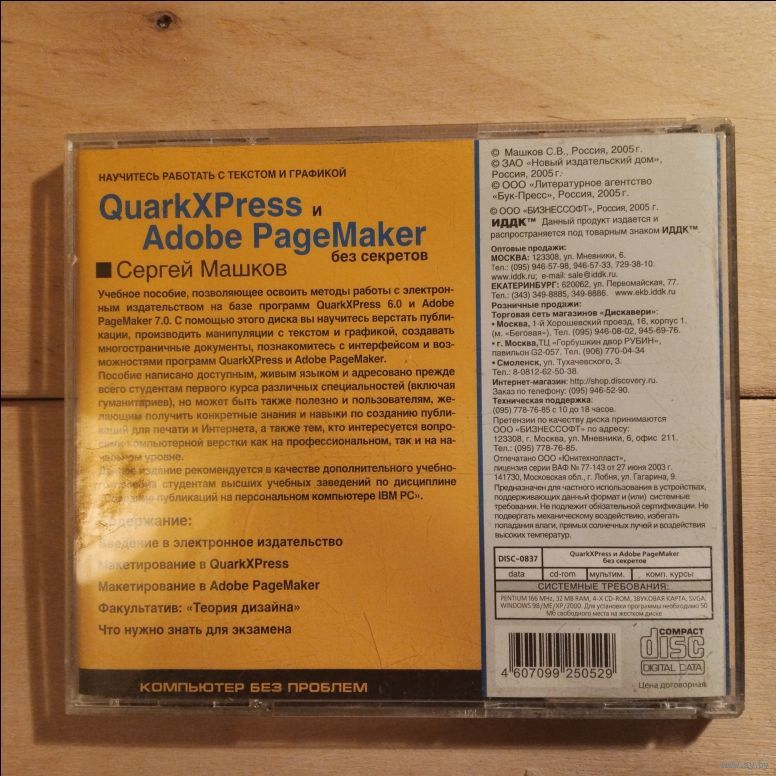 НАУЧИТЕСЬ РАБОТАТЬ С ТЕКСТОМ И ГРАФИКОЙ
QuarkXPress и
Adobe PageMaker
без секретов
Сергей Машков
Учебное пособие, позволяющее освоить методы работы с электрон-
ным издательством на базе программ QuarkXPress 6.0 и Adobe
PageMaker 7.0. С помощью этого диска вы научитесь верстать публи-
кации, производить манипуляции с текстом и графикой, создавать
многостраничные документы, познакомитесь с интерфейсом и воз-
можностями программ QuarkXPress и Adobe PageMaker.
Пособие написано доступным, живым языком и адресовано прежде
всего студентам первого курса различных специальностей (включая
гуманитариев), но может быть также полезно и пользователям, же-
лающим получить конкретные знания и навыки по созданию публи-
каций для печати и Интернета, а также тем, кто интересуется вопро-
сами компьютерной верстки как на профессиональном, так и на на-
чальном уровне.
Данное издание рекомендуется в качестве дополнительного учебно-
го пособия студентам высших учебных заведений по дисциплине
публикаций на персональном компьютере IBM PC».
Содержание:
Введение в электронное издательство
Макетирование в QuarkXPress
Макетирование в Adobe PageMaker
Факультатив: «Теория дизайна»
Что нужно знать для экзамена
КОМПЬЮТЕР БЕЗ ПРОБЛЕМ
© Машков С.В., Россия, 2005 г.
© ЗАО «Новый издательский дом»,
Россия, 2005 г.
© ООО «Литературное агентство
«Бук-Пресс», Россия, 2005 г.
© ООО «БИЗНЕССОФТ», Россия, 2005 г.
ИДДК™ Данный продукт издается и
распространяется под товарным знаком ИДДК™.
Оптовые продажи:
МОСКВА: 123308, ул. Мневники, 6.
Тел.: (095) 946-57-98, 946-57-33, 729-38-10.
www.iddk.ru; e-mail: sale@iddk.ru.
ЕКАТЕРИНБУРГ: 620062, ул. Первомайская, 77.
Тел.: (343) 349-8885, 349-8886. www.ekb.iddk.ru
Розничные продажи:
Торговая сеть магазинов «Дискавери»:
• Москва, 1-й Хорошевский проезд, 16, корпус 1.
(м. «Беговая»), Тел. (095) 946-08-02, 945-69-76.
• г. Москва, ТЦ «Горбушкин двор РУБИН»,
павильон G2-057. Тел. (906) 770-04-34
• Смоленск, ул. Тухачевского, 3.
Тел.: 8-0812-62-50-38
Интернет-магазин: http://shop.discovery.ru.
Заказ по телефону: (095) 946-52-90.
Техническая поддержка:
(095) 778-76-85 с 10 до 18 часов.
Претензии по качеству диска принимаются
ООО «БИЗНЕССОФТ» по адресу:
123308, г. Москва, ул. Мневники, 6, офис 211.
Тел.: (095) 778-76-85.
Отпечатано ООО «Юнитехнопласт»,
лицензия серии ВАФ № 77-143 от 27 июня 2003 г.
141730, Московская обл., г. Лобня, ул. Гагарина, 9.
Предназначен для частного использования в устройствах,
поддерживающих данный формат и (или) системные
требования. Не подлежит обязательной сертификации. Не
подвергать механическому воздействию, избегать
попадания влаги, прямых солнечных лучей и воздействия
высоких температур.
DISC-0837 QuarkXPress и Adobe PageMaker
без секретов
data cd-rom мультим. комп. курсы
СИСТЕМНЫЕ ТРЕБОВАНИЯ:
PENTIUM 166 MHz, 32 MB RAM, 4-X CD-ROM, ЗВУКОВАЯ КАРТА, SVGA,
WINDOWS 98/ME/XP/2000. Для установки программы необходимо 50
Мб свободного места на жестком диске
4 607099 250529
COMPACT
disc
DIGITAL DATA
Цена договорная.
www.ay.by